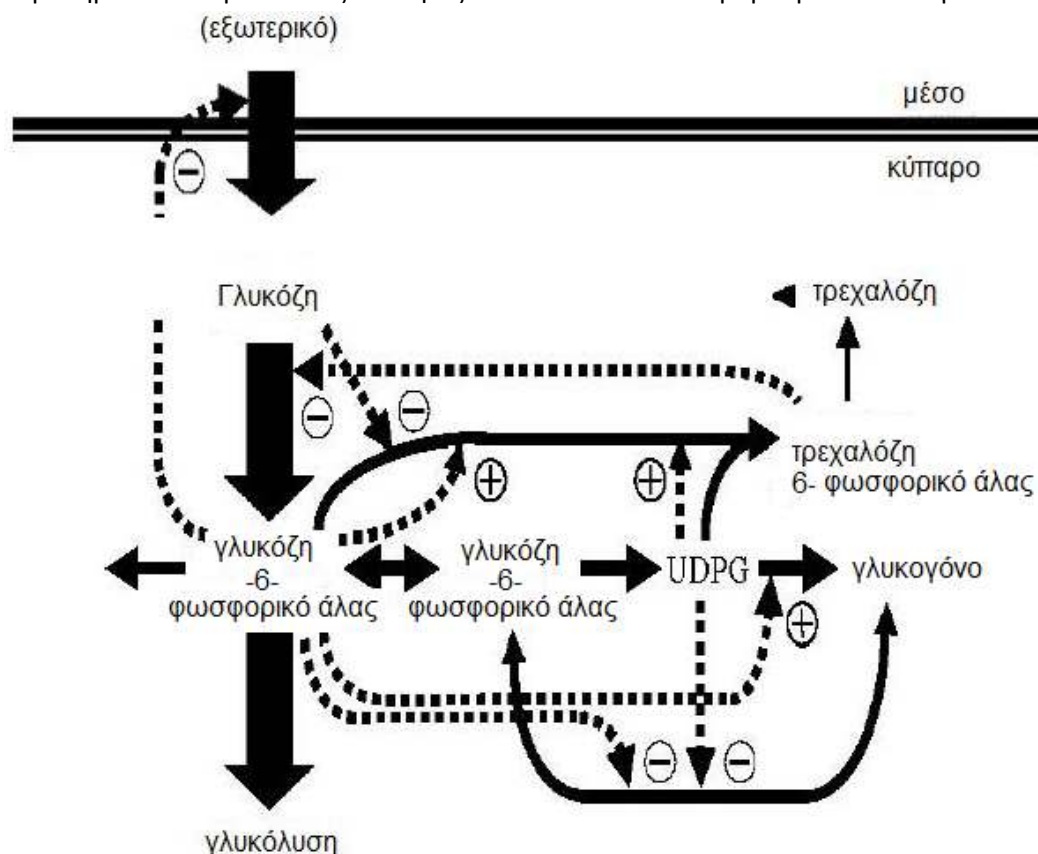 (εξωτερικό)
μέσο
κύπαρο
Γλυκόζη
τρεχαλόζη
τρεχαλόζη
6- φωσφορικό άλας
γλυκόζη
-6-
φωσφορικό άλας
γλυκόζη
-6-
φωσφορικό άλας
UDPG
γλυκογόνο
γλυκόλυση